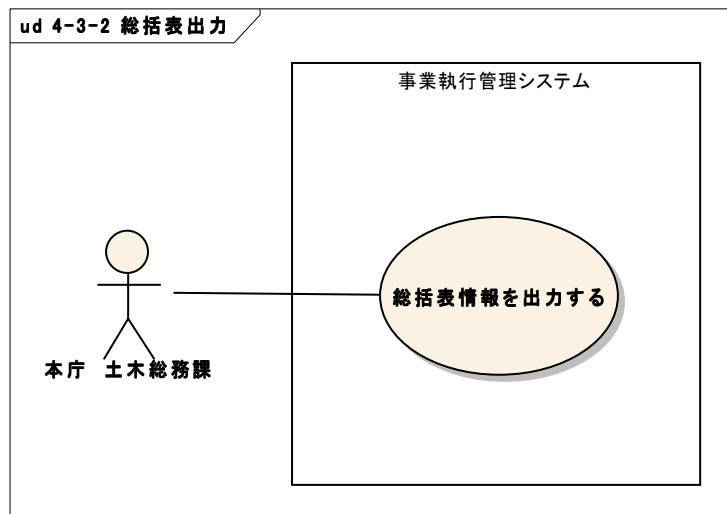 ud 4-3-2 総括表出力
事業執行管理システム
総括表情報を出力する
本庁　土木総務課